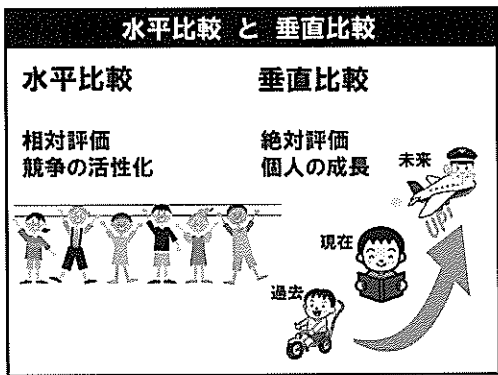 水平比較 と 垂直比較
水平比較
相対評価
競争の活性化
垂直比較
絶対評価
個人の成長
未来
UP!
現在
過去